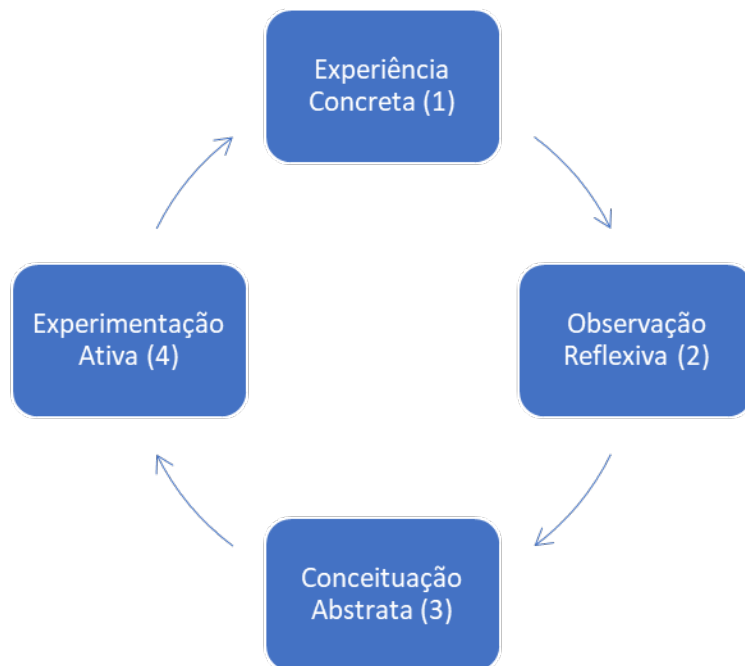 Experiência
Concreta (1)
Observação
Reflexiva (2)
Conceituação
Abstrata (3)
Experimentação
Ativa (4)